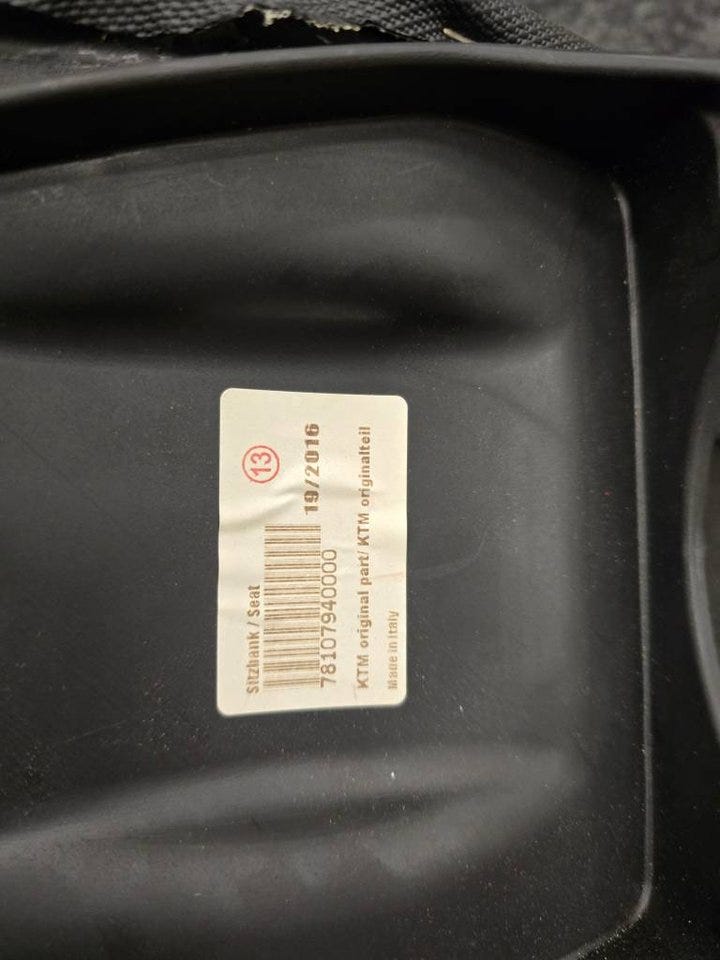 Sitzbank / Seat
13
78107940000
19/2016
KTM original part/ KTM originalteil
Made in Italy